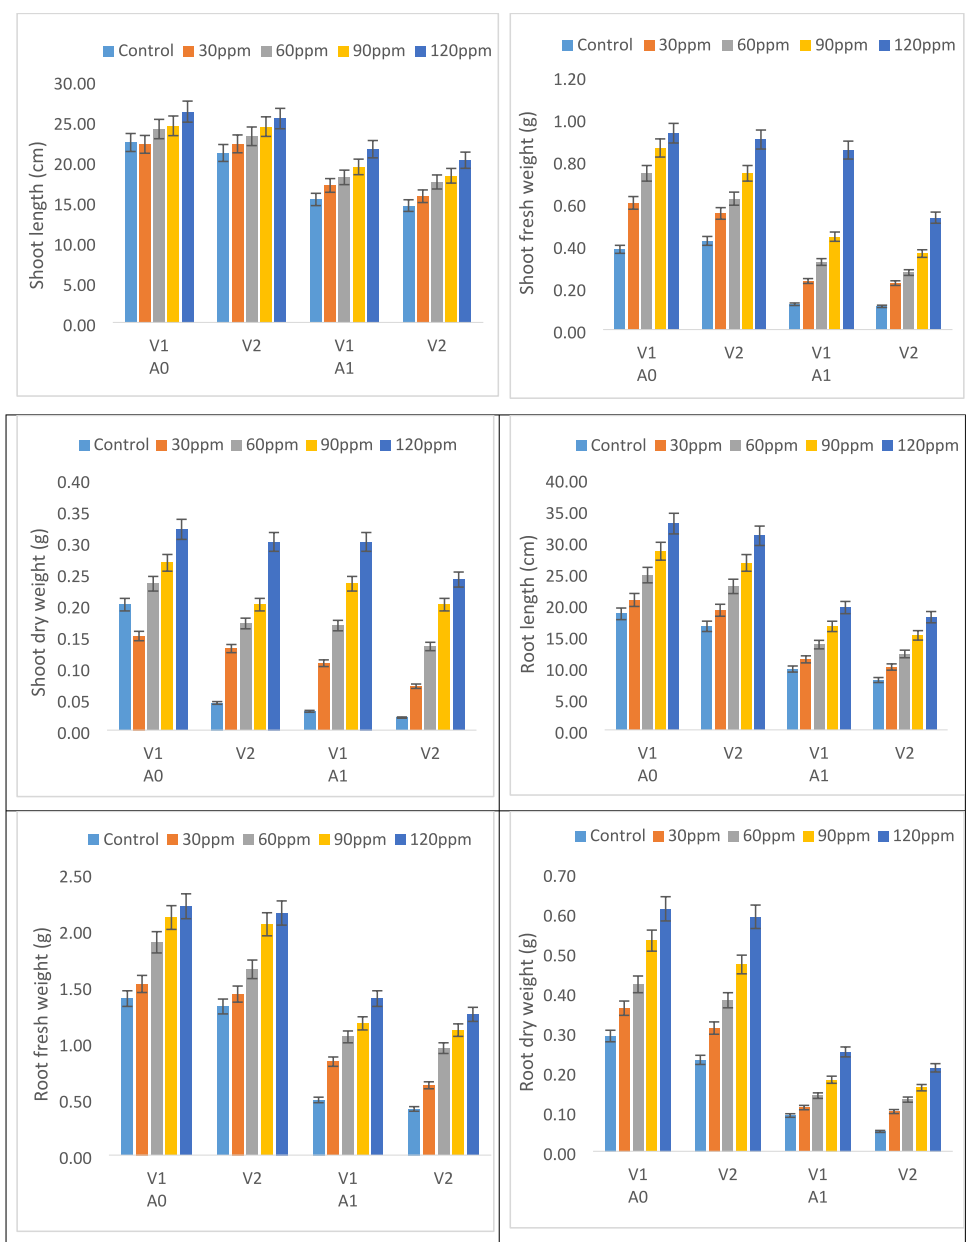 Control 30ppm 60ppm 90ppm 120ppm
Shoot length (cm)
30.00
25.00
20.00
15.00
10.00
5.00
0.00
V1 V2 V1 V2
A0 A1
Control 30ppm 60ppm 90ppm 120ppm
Shoot fresh weight (g)
1.20
1.00
0.80
0.60
0.40
0.20
0.00
V1 V2 V1 V2
A0 A1
Control 30ppm 60ppm 90ppm 120ppm
Shoot dry weight (g)
0.40
0.35
0.30
0.25
0.20
0.15
0.10
0.05
0.00
V1 V2 V1 V2
A0 A1
Control 30ppm 60ppm 90ppm 120ppm
Root length (cm)
40.00
35.00
30.00
25.00
20.00
15.00
10.00
5.00
0.00
V1 V2 V1 V2
A0 A1
Control 30ppm 60ppm 90ppm 120ppm
Root fresh weight (g)
2.50
2.00
1.50
1.00
0.50
0.00
V1 V2 V1 V2
A0 A1
Control 30ppm 60ppm 90ppm 120ppm
Root dry weight (g)
0.70
0.60
0.50
0.40
0.30
0.20
0.10
0.00
V1 V2 V1 V2
A0 A1